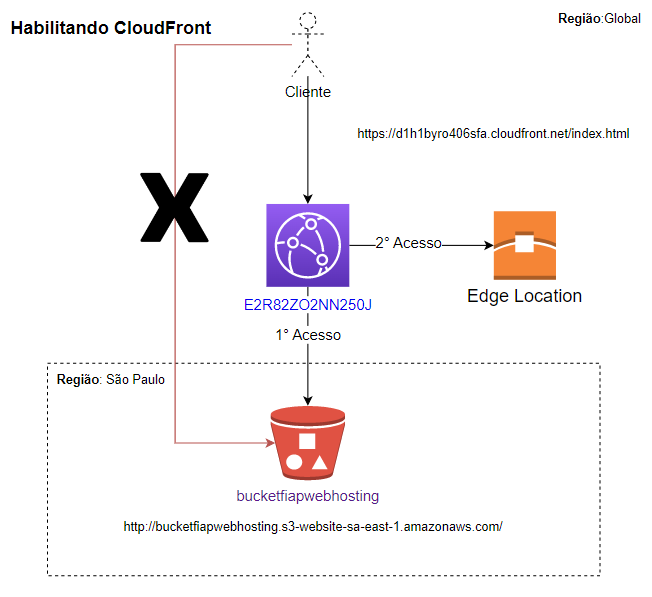 Habilitando CloudFront
Região:Global
Cliente
https://d1h1byro406sfa.cloudfront.net/index.html
2° Acesso
E2R82ZO2NN250J
Edge Location
1° Acesso
Região: São Paulo
bucketfiapwebhosting
http://bucketfiapwebhosting.s3-website-sa-east-1.amazonaws.com/